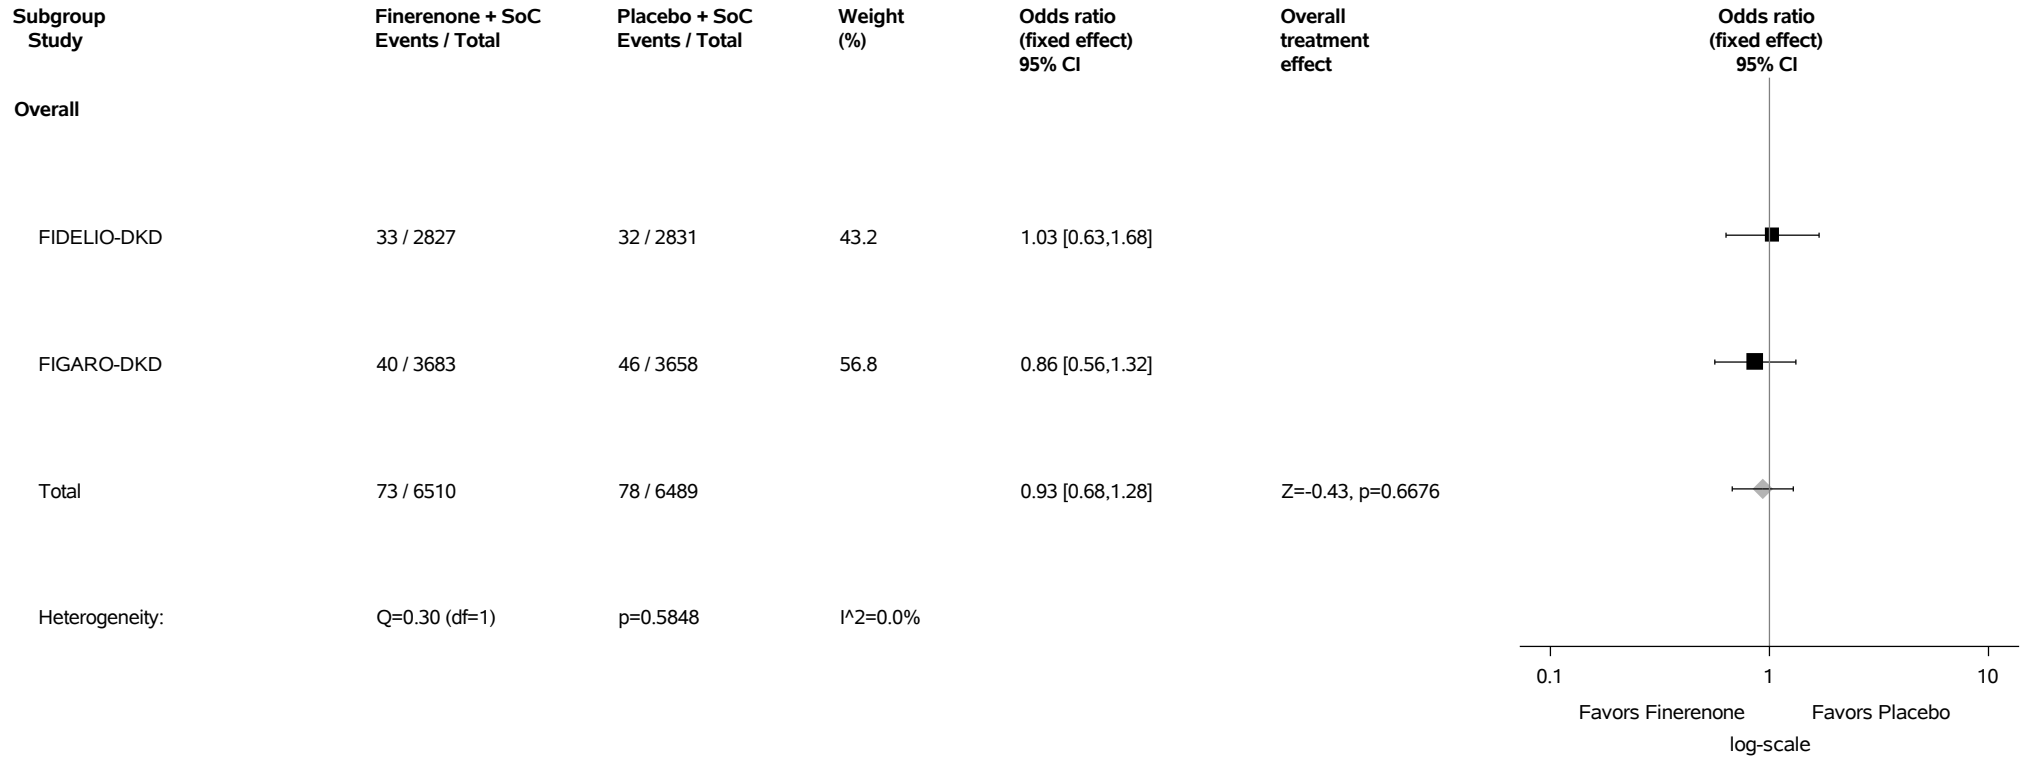 Subgroup Finerenone + SoC Placebo + SoC Weight Odds ratio Overall Odds ratio
Study Events / Total Events / Total (%) (fixed effect) treatment (fixed effect)
95% CI effect 95% CI
Overall
FIDELIO-DKD 33 / 2827 32 / 2831 43.2 1.03 [0.63,1.68]
FIGARO-DKD 40 / 3683 46 / 3658 56.8 0.86 [0.56,1.32]
Total 73 / 6510 78 / 6489 0.93 [0.68,1.28] Z=-0.43, p=0.6676
Heterogeneity: Q=0.30 (df=1) p=0.5848 I^2=0.0%
0.1 1 10
Favors Finerenone Favors Placebo
log-scale